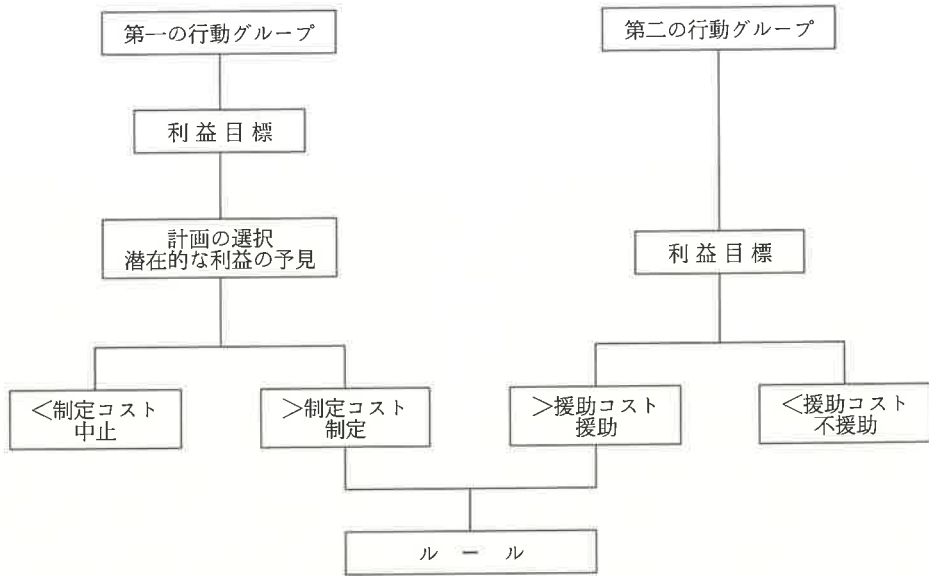 第一の行動グループ
第二の行動グループ
利益目標
計画の選択
潜在的な利益の予見
利益目標
<制定コスト
中止
>制定コスト
制定
>援助コスト
援助
<援助コスト
不援助
ルール